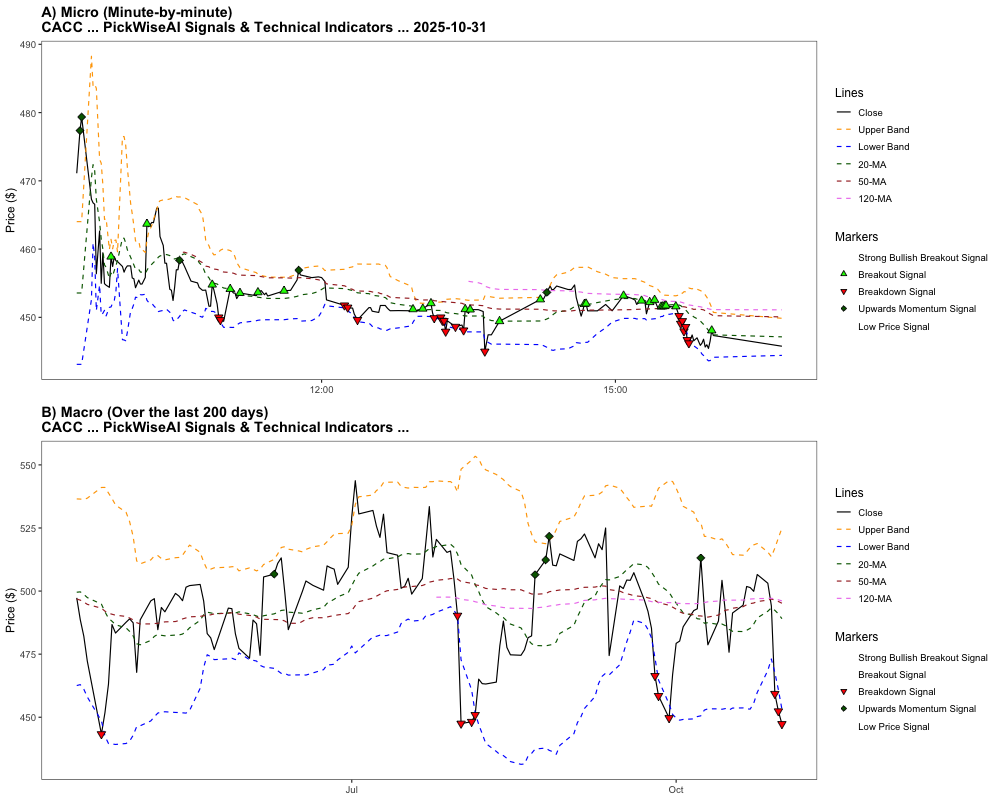 A) Micro (Minute-by-minute)
CACC ... PickWiseAI Signals & Technical Indicators ... 2025-10-31
490
480
470
460
450
Price ($)
12:00
15:00
Lines
Close
Upper Band
Lower Band
20-MA
50-MA
120-MA
Markers
Strong Bullish Breakout Signal
Breakout Signal
Breakdown Signal
Upwards Momentum Signal
Low Price Signal
B) Macro (Over the last 200 days)
CACC ... PickWiseAI Signals & Technical Indicators ...
550
525
500
475
450
Price ($)
Jul
Oct
Lines
Close
Upper Band
Lower Band
20-MA
50-MA
120-MA
Markers
Strong Bullish Breakout Signal
Breakout Signal
Breakdown Signal
Upwards Momentum Signal
Low Price Signal